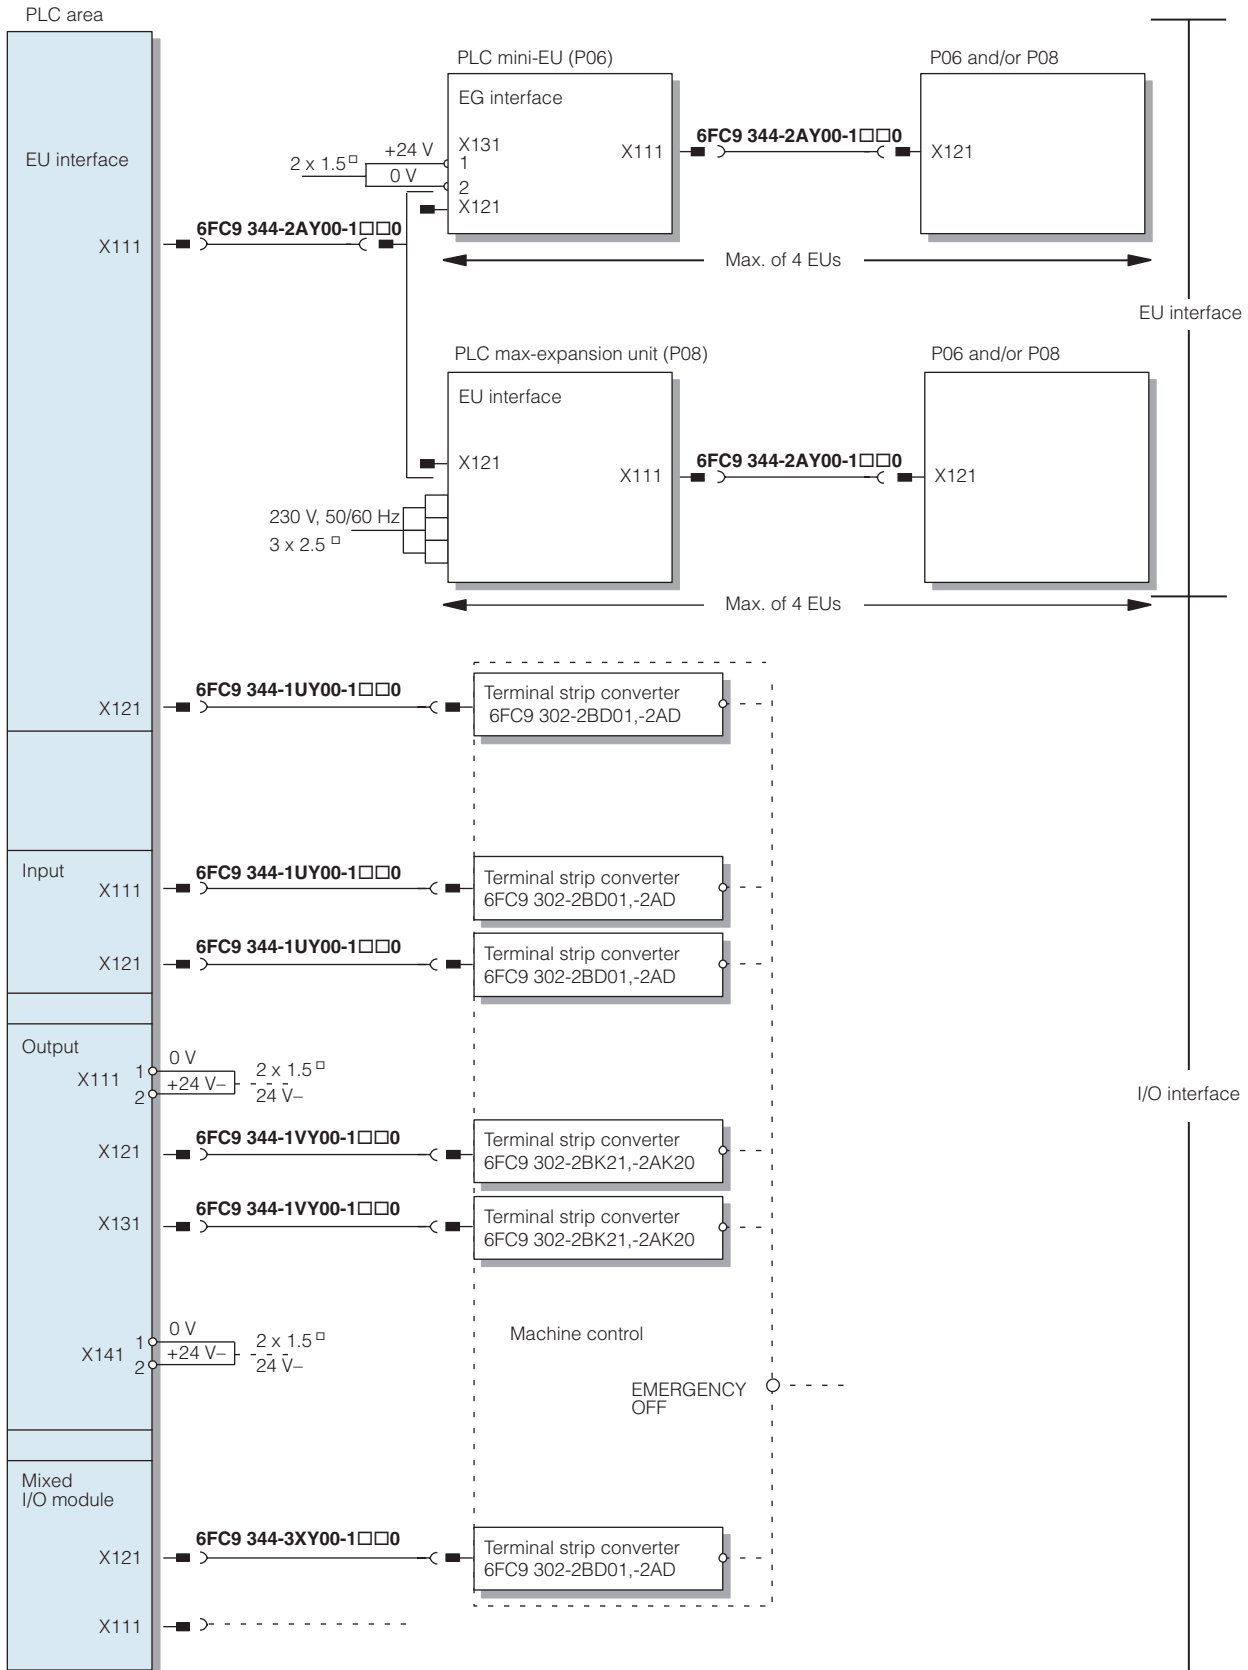 PLC area
EU interface
X111
6FC9 344-2AY00-1□□0
PLC mini-EU (P06)
EG interface
X131
1
2
X121
+24 V
0 V
2 x 1.5 □
X111
6FC9 344-2AY00-1□□0
P06 and/or P08
X121
Max. of 4 EUs
EU interface
PLC max-expansion unit (P08)
EU interface
X121
X111
230 V, 50/60 Hz
3 x 2.5 □
6FC9 344-2AY00-1□□0
P06 and/or P08
X121
Max. of 4 EUs
X121
6FC9 344-1UY00-1□□0
Terminal strip converter
6FC9 302-2BD01,-2AD
Input
X111
6FC9 344-1UY00-1□□0
Terminal strip converter
6FC9 302-2BD01,-2AD
X121
6FC9 344-1UY00-1□□0
Terminal strip converter
6FC9 302-2BD01,-2AD
Output
X111
1
2
0 V
+24 V–
2 x 1.5 □
24 V–
I/O interface
X121
6FC9 344-1VY00-1□□0
Terminal strip converter
6FC9 302-2BK21,-2AK20
X131
6FC9 344-1VY00-1□□0
Terminal strip converter
6FC9 302-2BK21,-2AK20
X141
1
2
0 V
+24 V–
2 x 1.5 □
24 V–
Machine control
EMERGENCY
OFF
Mixed
I/O module
X121
6FC9 344-3XY00-1□□0
Terminal strip converter
6FC9 302-2BD01,-2AD
X111